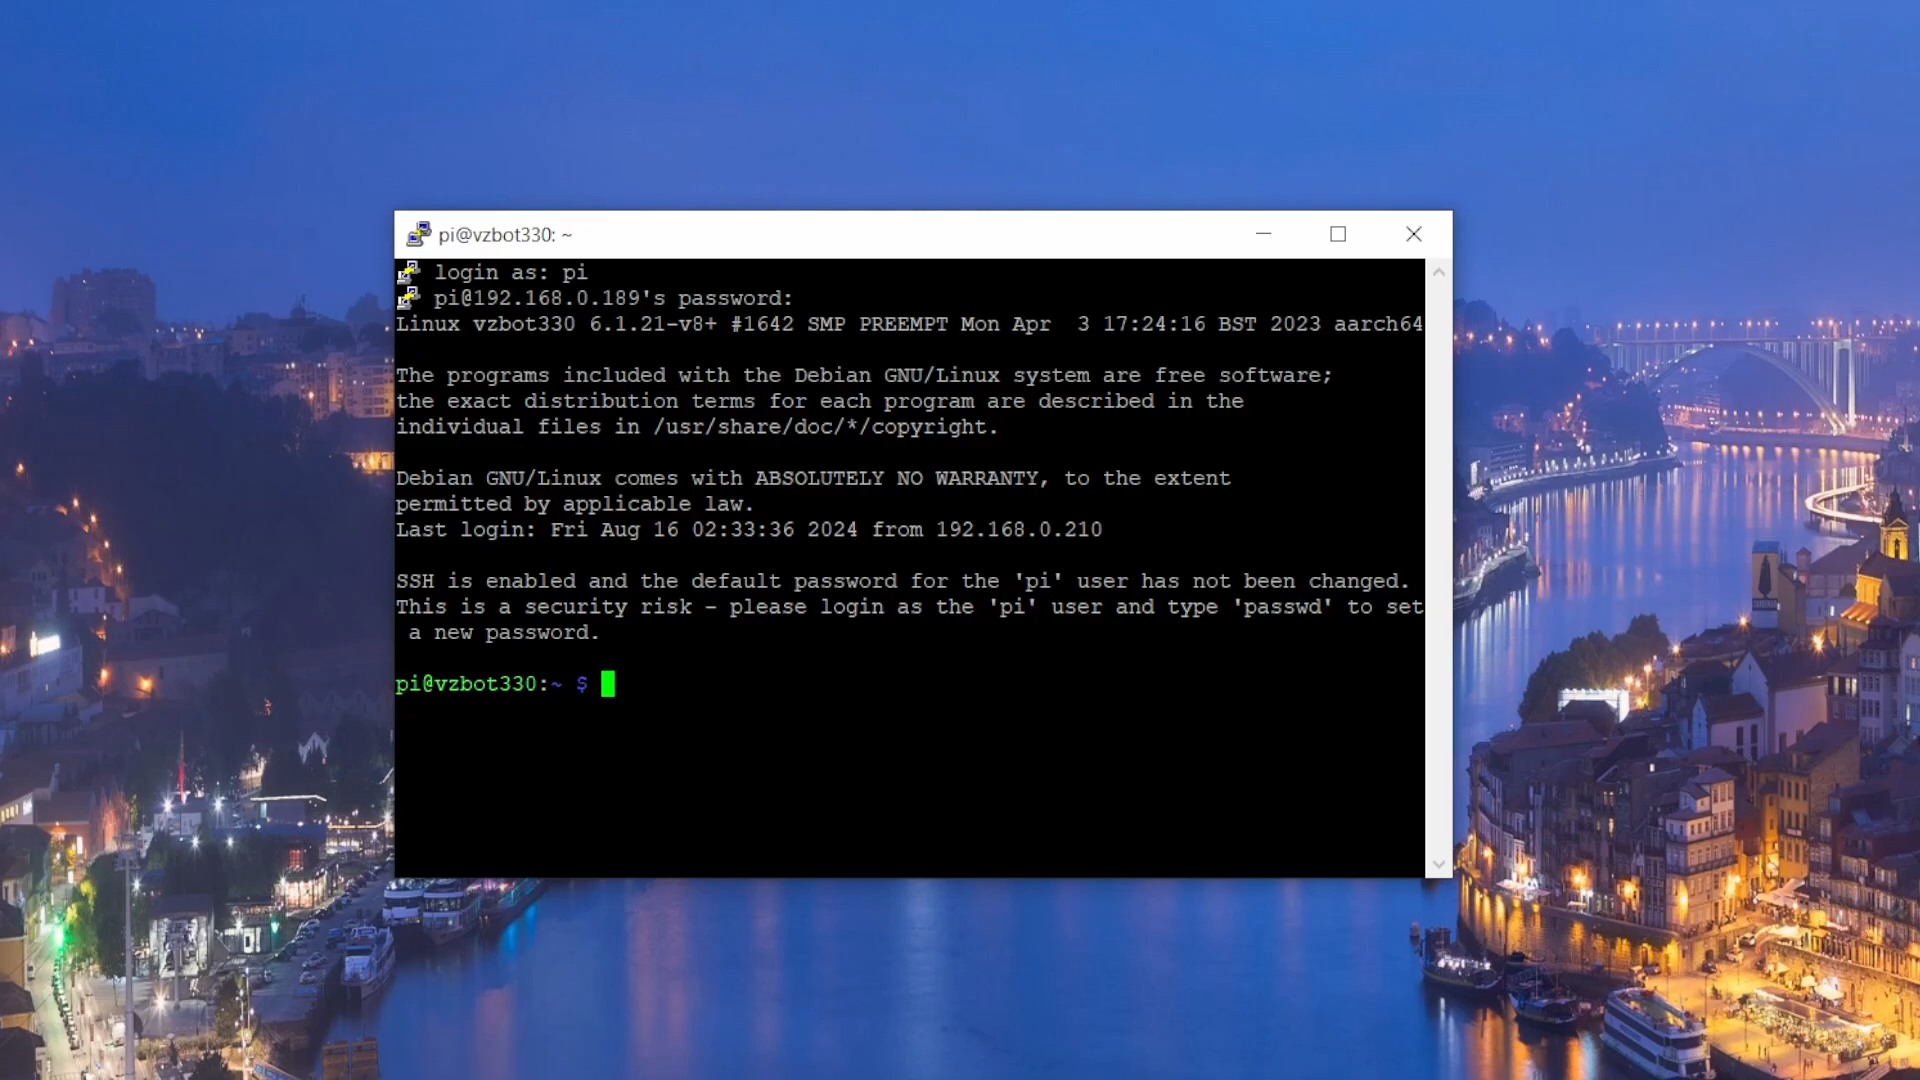 pi@vzbot330: ~
login as: pi
pi@192.168.0.189's password:
Linux vzbot330 6.1.21-v8+ #1642 SMP PREEMPT Mon Apr  3 17:24:16 BST 2023 aarch64
The programs included with the Debian GNU/Linux system are free software;
the exact distribution terms for each program are described in the
individual files in /usr/share/doc/*/copyright.
Debian GNU/Linux comes with ABSOLUTELY NO WARRANTY, to the extent
permitted by applicable law.
Last login: Fri Aug 16 02:33:36 2024 from 192.168.0.210
SSH is enabled and the default password for the 'pi' user has not been changed.
This is a security risk - please login as the 'pi' user and type 'passwd' to set
a new password.
pi@vzbot330:~ $